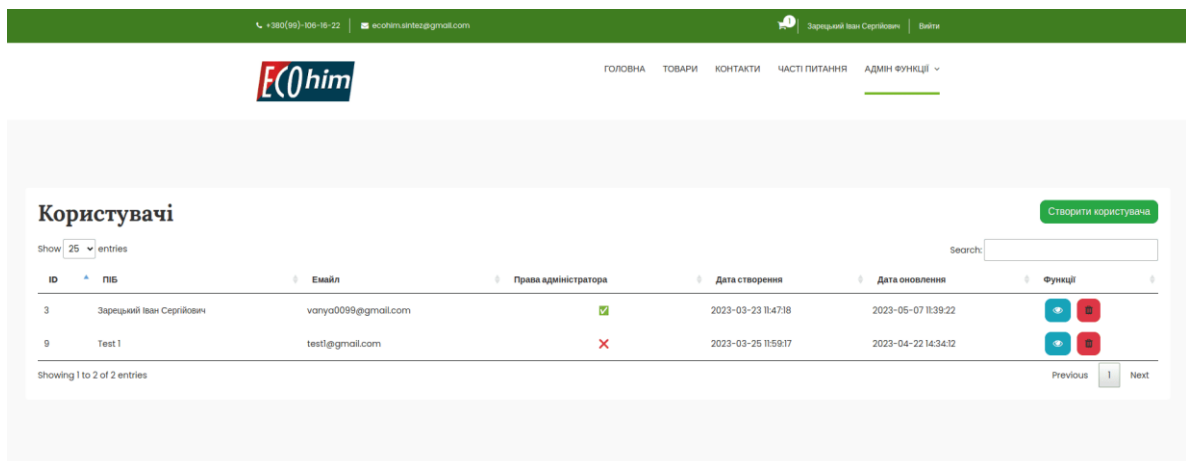 +380(99)-106-16-22 ecohim.sintez@gmail.com 1 Зарецький Іван Сергійович Вийти
ECOhim ГОЛОВНА ТОВАРИ КОНТАКТИ ЧАСТІ ПИТАННЯ АДМІН ФУНКЦІЇ
Користувачі Створити користувача
Show 25 entries Search:
ID ПІБ Емайл Права адміністратора Дата створення Дата оновлення Функції
3 Зарецький Іван Сергійович vanya0099@gmail.com 2023-03-23 11:47:18 2023-05-07 11:39:22
9 Test 1 test1@gmail.com 2023-03-25 11:59:17 2023-04-22 14:34:12
Showing 1 to 2 of 2 entries Previous 1 Next